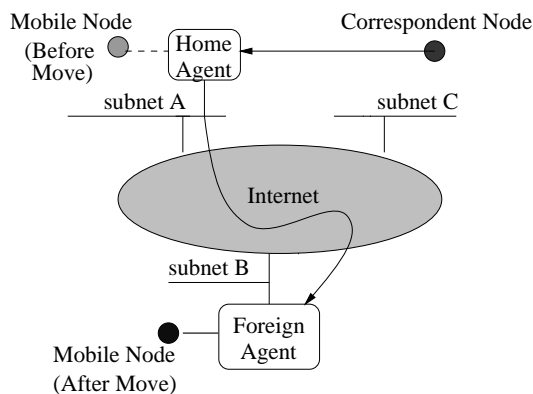 Mobile Node
(Before
Move)
Home
Agent
Correspondent Node
subnet A
subnet C
Internet
subnet B
Foreign
Agent
Mobile Node
(After Move)